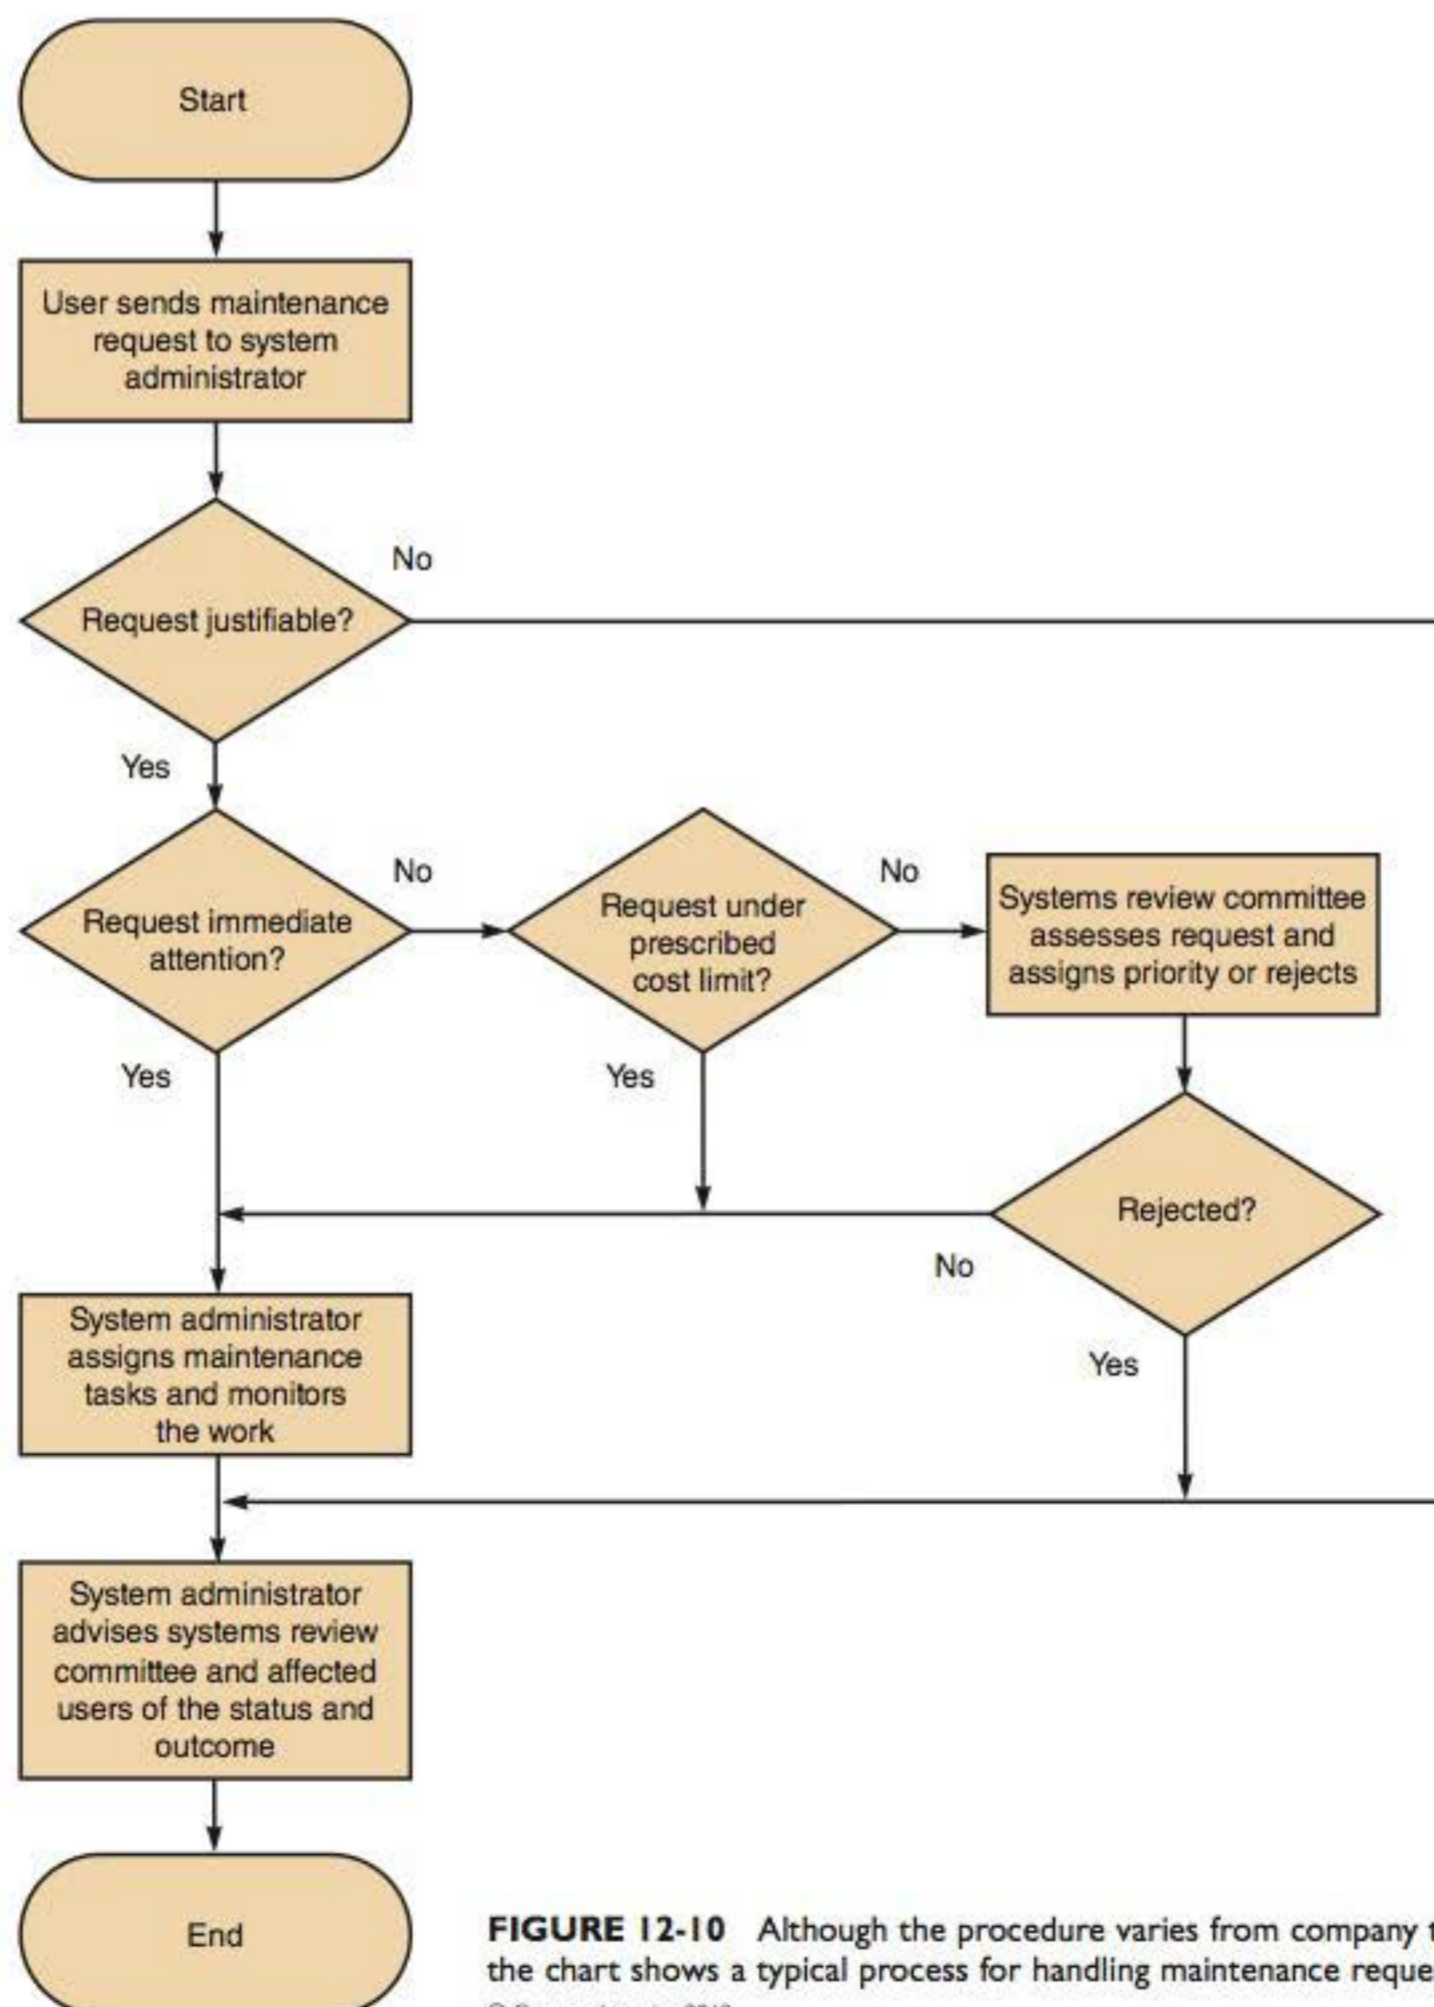 Start
User sends maintenance
request to system
administrator
No
Request justifiable?
Yes
No
No
Request immediate
attention?
Request under
prescribed
cost limit?
Systems review committee
assesses request and
assigns priority or rejects
Yes
Yes
Rejected?
No
System administrator
assigns maintenance
tasks and monitors
the work
Yes
System administrator
advises systems review
committee and affected
users of the status and
outcome
End
FIGURE 12-10 Although the procedure varies from company
the chart shows a typical process for handling maintenance